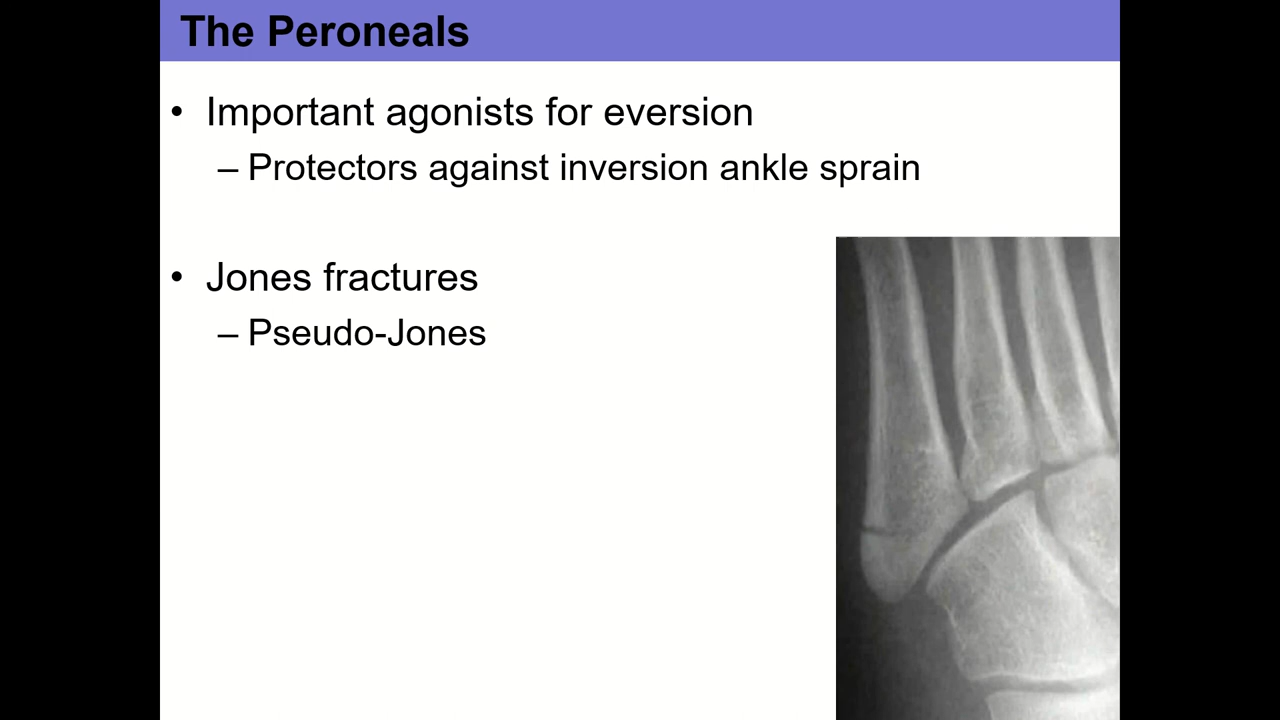 The Peroneals
• Important agonists for eversion
– Protectors against inversion ankle sprain
• Jones fractures
– Pseudo-Jones